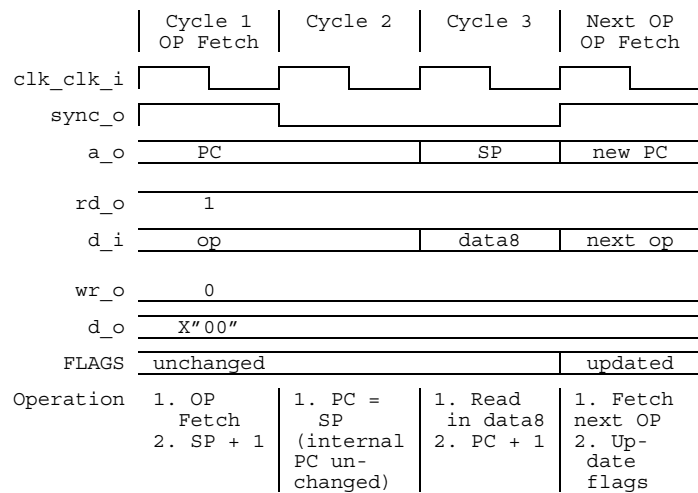 Cycle 1 Cycle 2 Cycle 3 Next OP
OP Fetch OP Fetch
clk_clk_i
sync_o
a_o PC SP new PC
rd_o 1
d_i op data8 next op
wr_o 0
d_o X"00"
FLAGS unchanged updated
Operation 1. OP 1. PC = 1. Read 1. Fetch
Fetch SP in data8 next OP
2. SP + 1 (internal 2. PC + 1 2. Up-
PC un- date
changed) flags